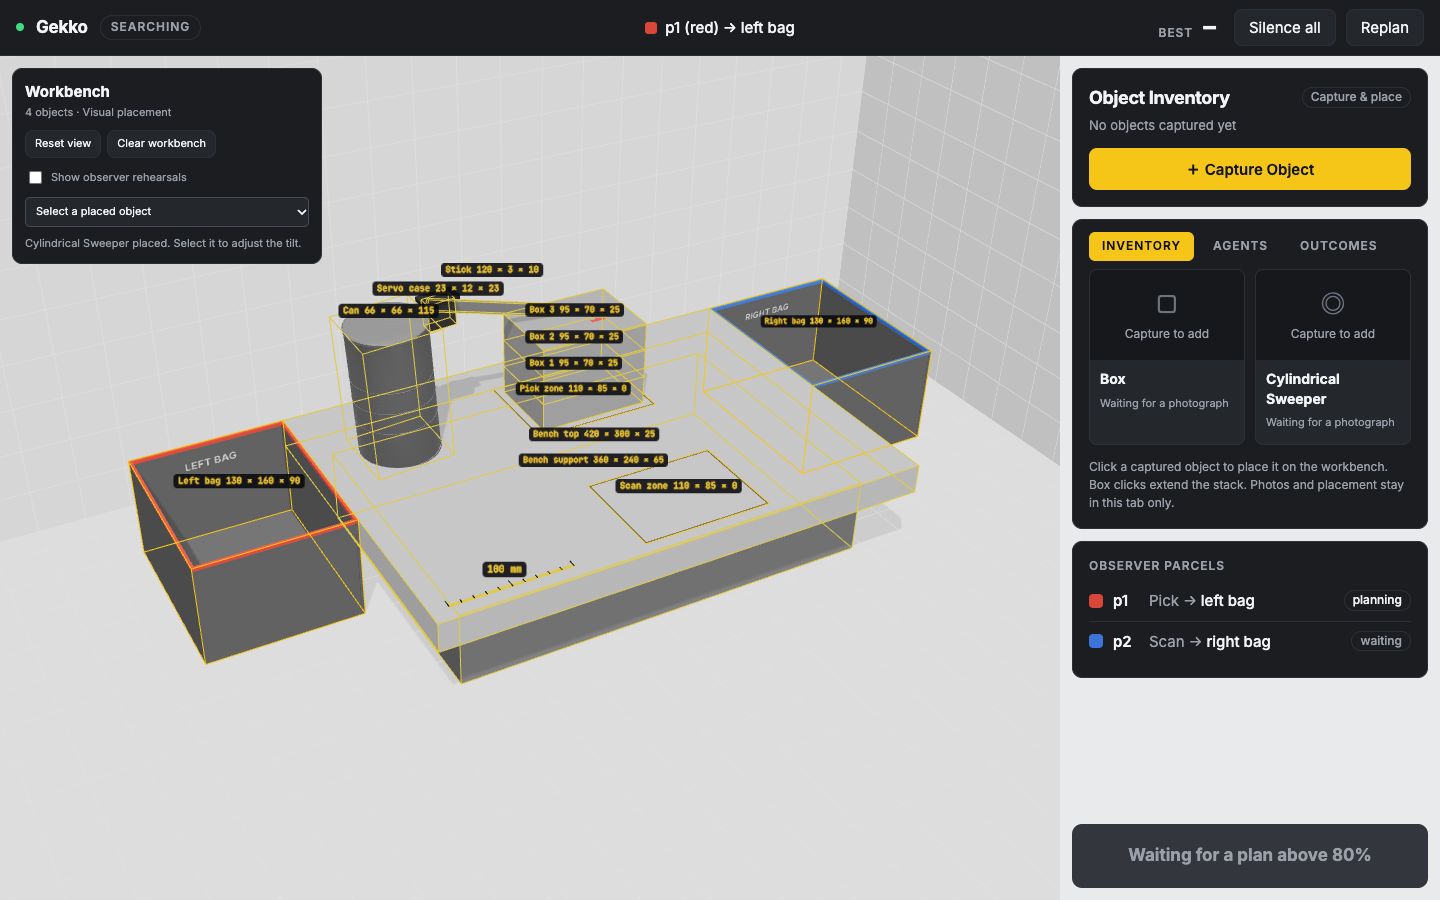 Gekko
SEARCHING
p1 (red) → left bag
BEST –
Silence all
Replan
Workbench
4 objects · Visual placement
Reset view
Clear workbench
Show observer rehearsals
Select a placed object
Cylindrical Sweeper placed. Select it to adjust the tilt.
Stick 120 × 3 × 10
Servo case 23 × 12 × 23
Can 66 × 66 × 115
Box 3 95 × 70 × 25
Box 2 95 × 70 × 25
Box 1 95 × 70 × 25
Pick zone 110 × 85 × 0
RIGHT BAG
Right bag 130 × 160 × 90
Bench top 420 × 300 × 25
Bench support 360 × 240 × 65
Scan zone 110 × 85 × 0
LEFT BAG
Left bag 130 × 160 × 90
100 mm
Object Inventory
Capture & place
No objects captured yet
+ Capture Object
INVENTORY
AGENTS
OUTCOMES
Capture to add
Box
Waiting for a photograph
Capture to add
Cylindrical
Sweeper
Waiting for a photograph
Click a captured object to place it on the workbench.
Box clicks extend the stack. Photos and placement stay
in this tab only.
OBSERVER PARCELS
p1 Pick → left bag planning
p2 Scan → right bag waiting
Waiting for a plan above 80%